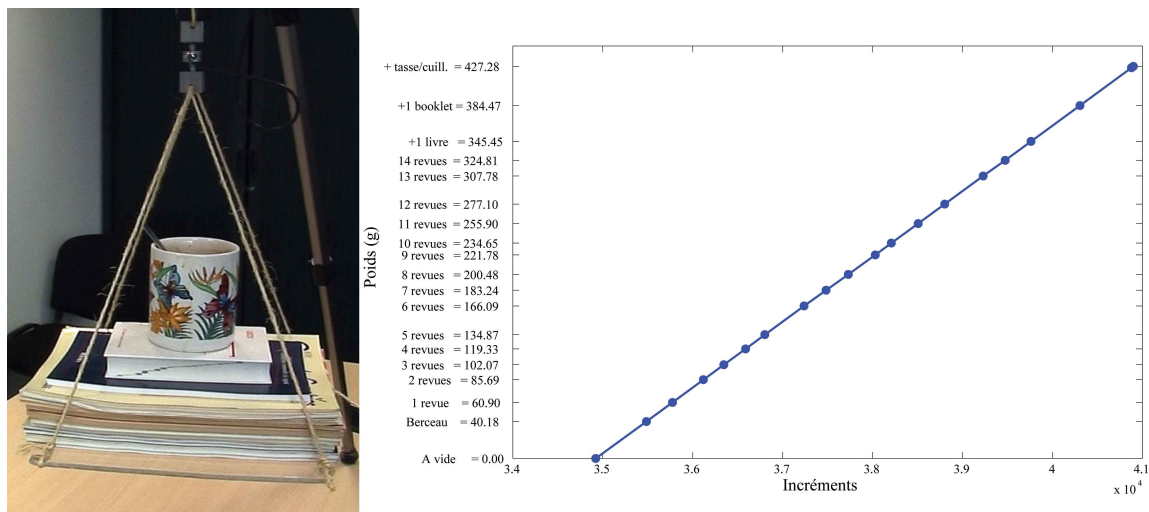 + tasse/cuill. = 427.28
+1 booklet = 384.47
+1 livre = 345.45
14 revues = 324.81
13 revues = 307.78
12 revues = 277.10
11 revues = 255.90
10 revues = 234.65
9 revues = 221.78
8 revues = 200.48
7 revues = 183.24
6 revues = 166.09
5 revues = 134.87
4 revues = 119.33
3 revues = 102.07
2 revues = 85.69
1 revue = 60.90
Berceau = 40.18
A vide = 0.00
Poids (g)
3.4 3.5 3.6 3.7 3.8 3.9 4 4.1
Incréments
x 10⁴